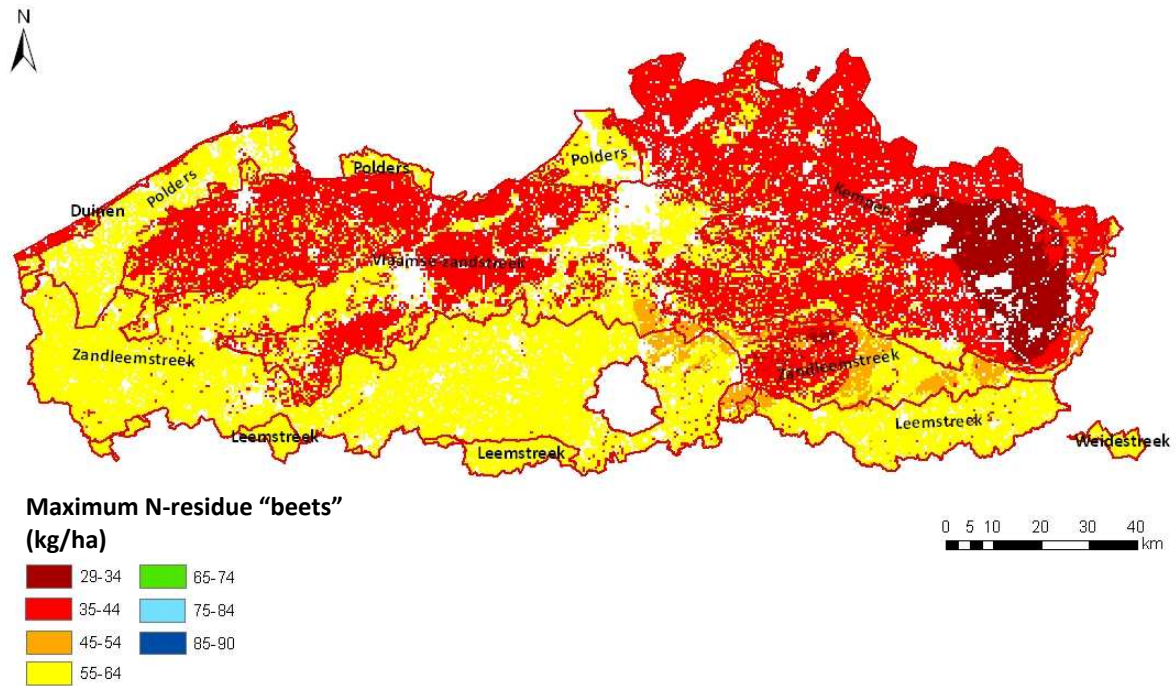 N
Polders
Polders
Polders
Duinen
Kempen
Vlaamse-zandstreek
Zandleemstreek
Zandleemstreek
Leemstreek
Leemstreek
Leemstreek
Weidestreek
Maximum N-residue “beets”
(kg/ha)
0 5 10 20 30 40
km
29-34 65-74
35-44 75-84
45-54 85-90
55-64